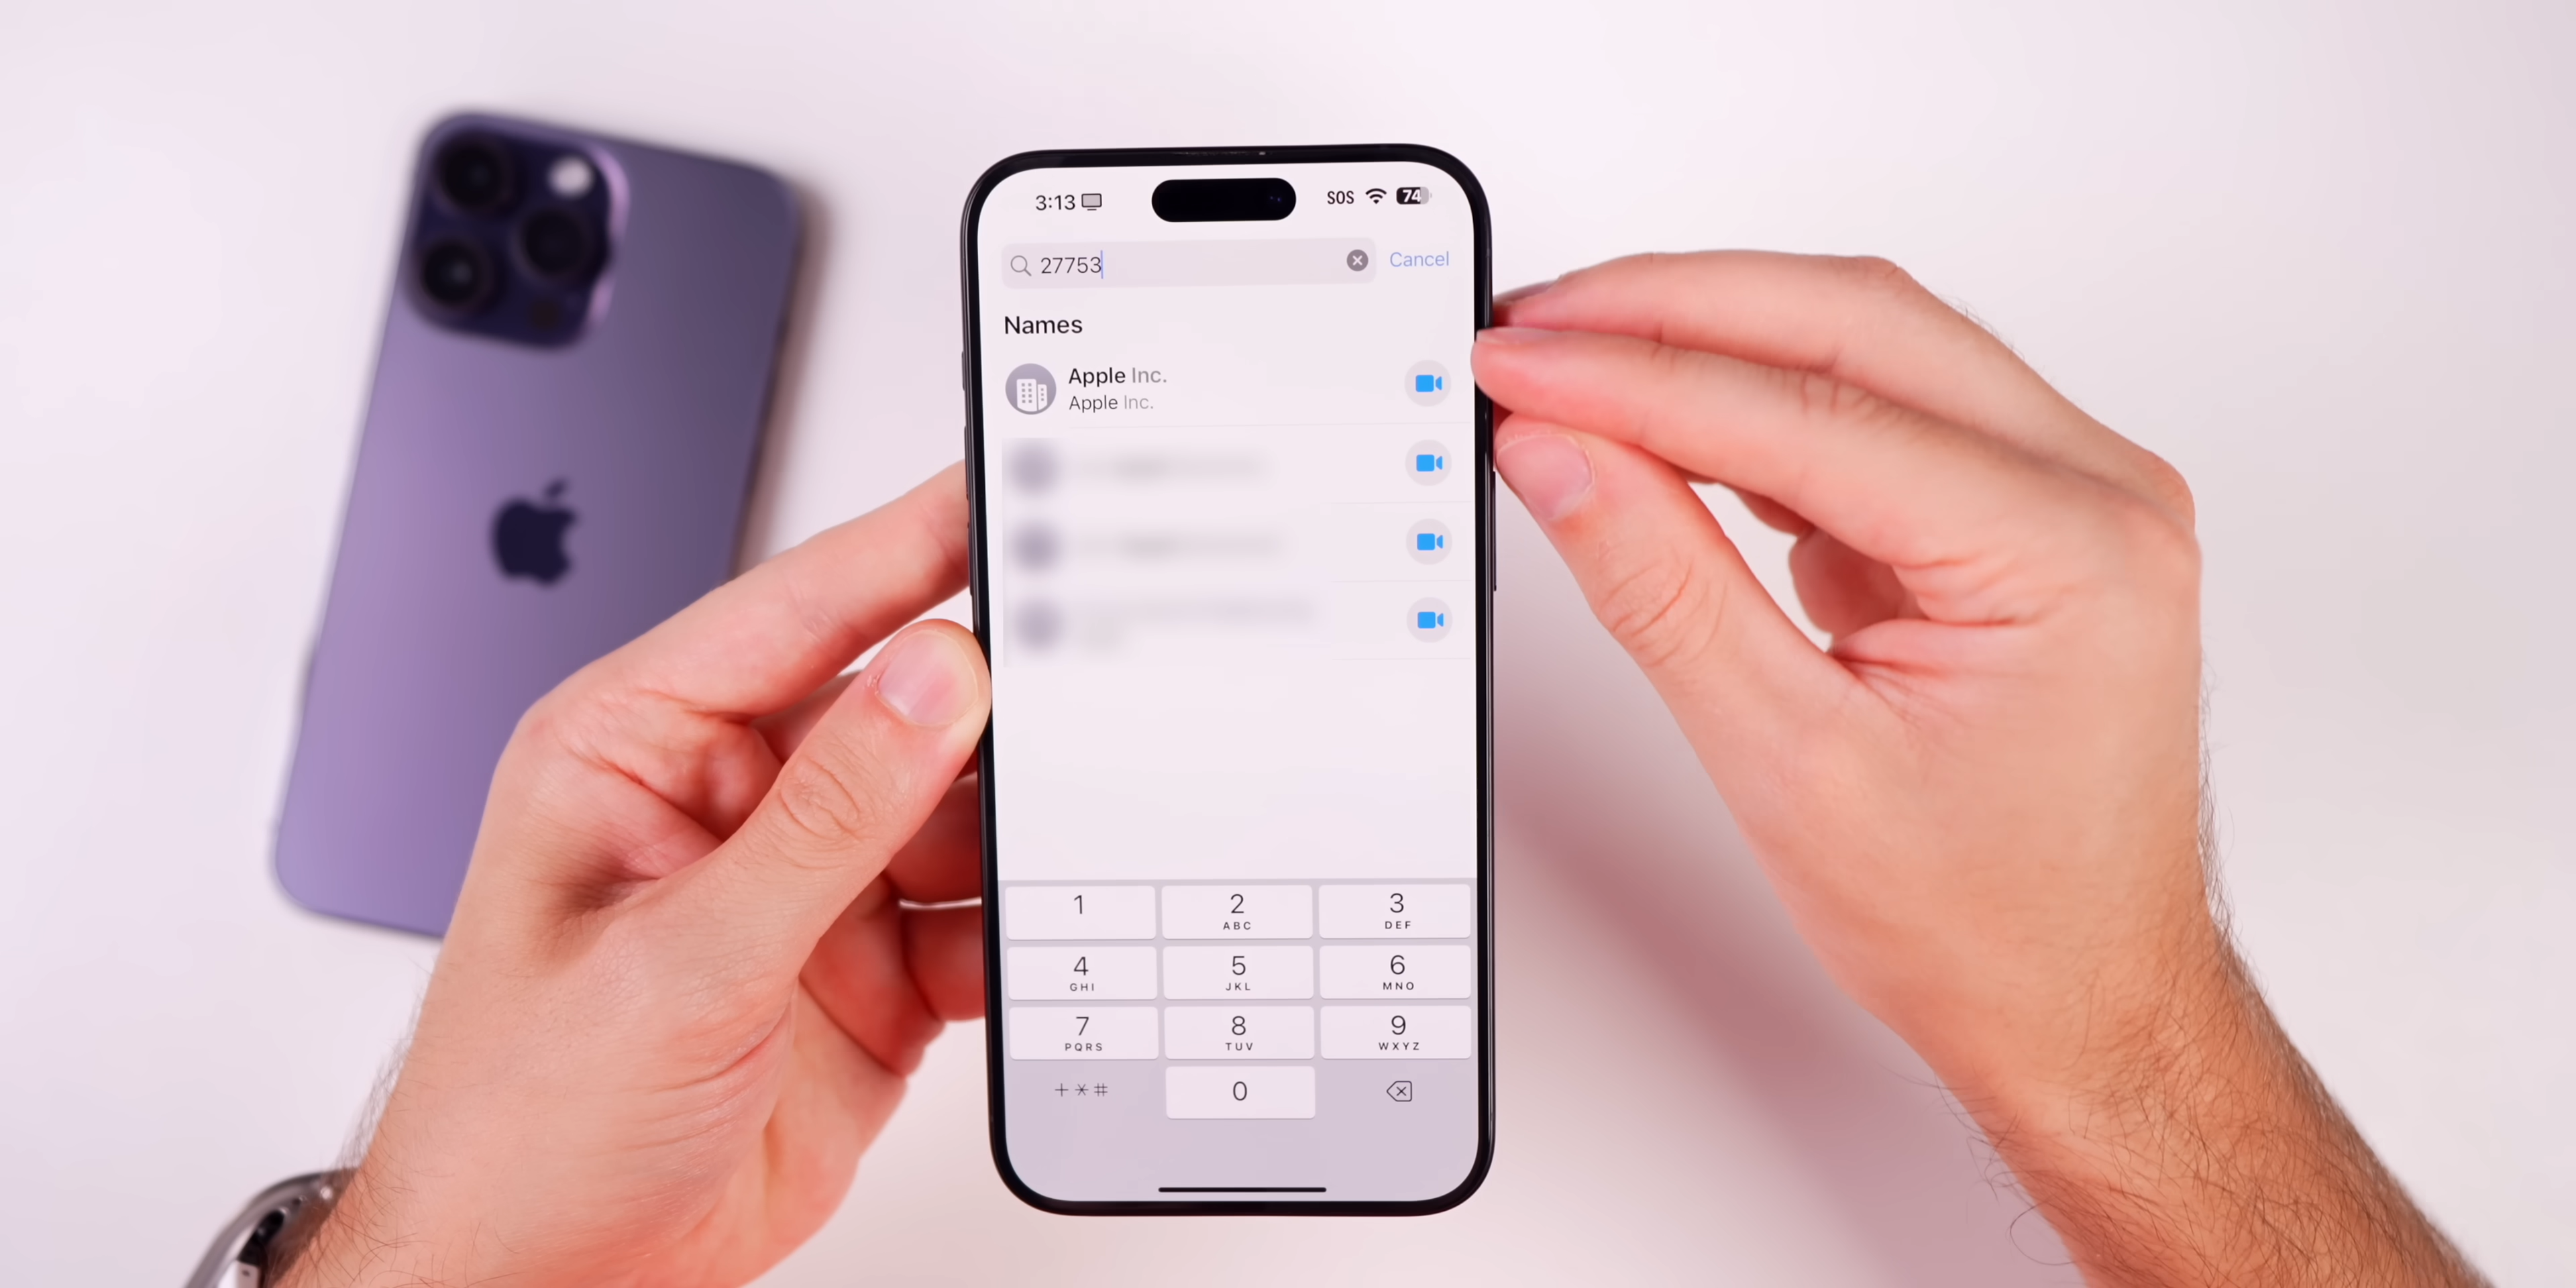 3:13 SOS 74
27753 Cancel
Names
Apple Inc.
Apple Inc.
1 2 3
ABC DEF
4 5 6
GHI JKL MNO
7 8 9
PQRS TUV WXYZ
+*# 0